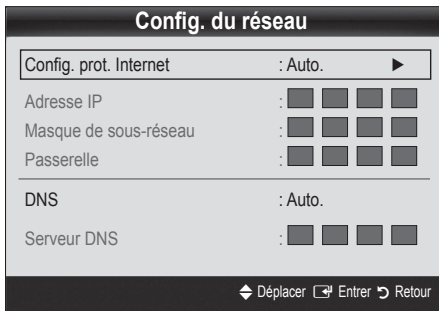 Config. du réseau
Config. prot. Internet : Auto. ►
Adresse IP :
Masque de sous-réseau :
Passerelle :
DNS : Auto.
Serveur DNS :
Déplacer Entrer Retour